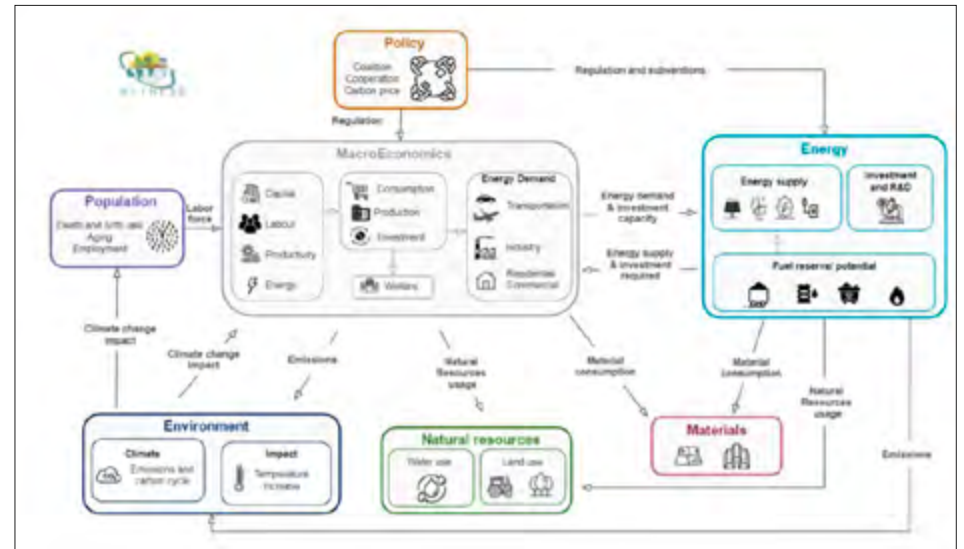 WITNESS
Policy
Coalition
Cooperation
Carbon price
Regulation and subventions
Regulation
MacroEconomics
Capital
Labour
Productivity
Energy
Consumption
Production
Investment
Welfare
Energy Demand
Transportation
Industry
Residential
Commercial
Population
Death and birth rate
Aging
Employment
Labor
force
Energy demand
& investment
capacity
Energy supply
& investment
required
Energy
Energy supply
Investment
and R&D
Fuel reserve/ potential
Climate change
impact
Climate change
impact
Emissions
Natural
Resources
usage
Material
consumption
Material
consumption
Natural
Resources
usage
Emissions
Environment
Climate
Emissions and
carbon cycle
Impact
Temperature
increase
Natural resources
Water use
Land use
Materials